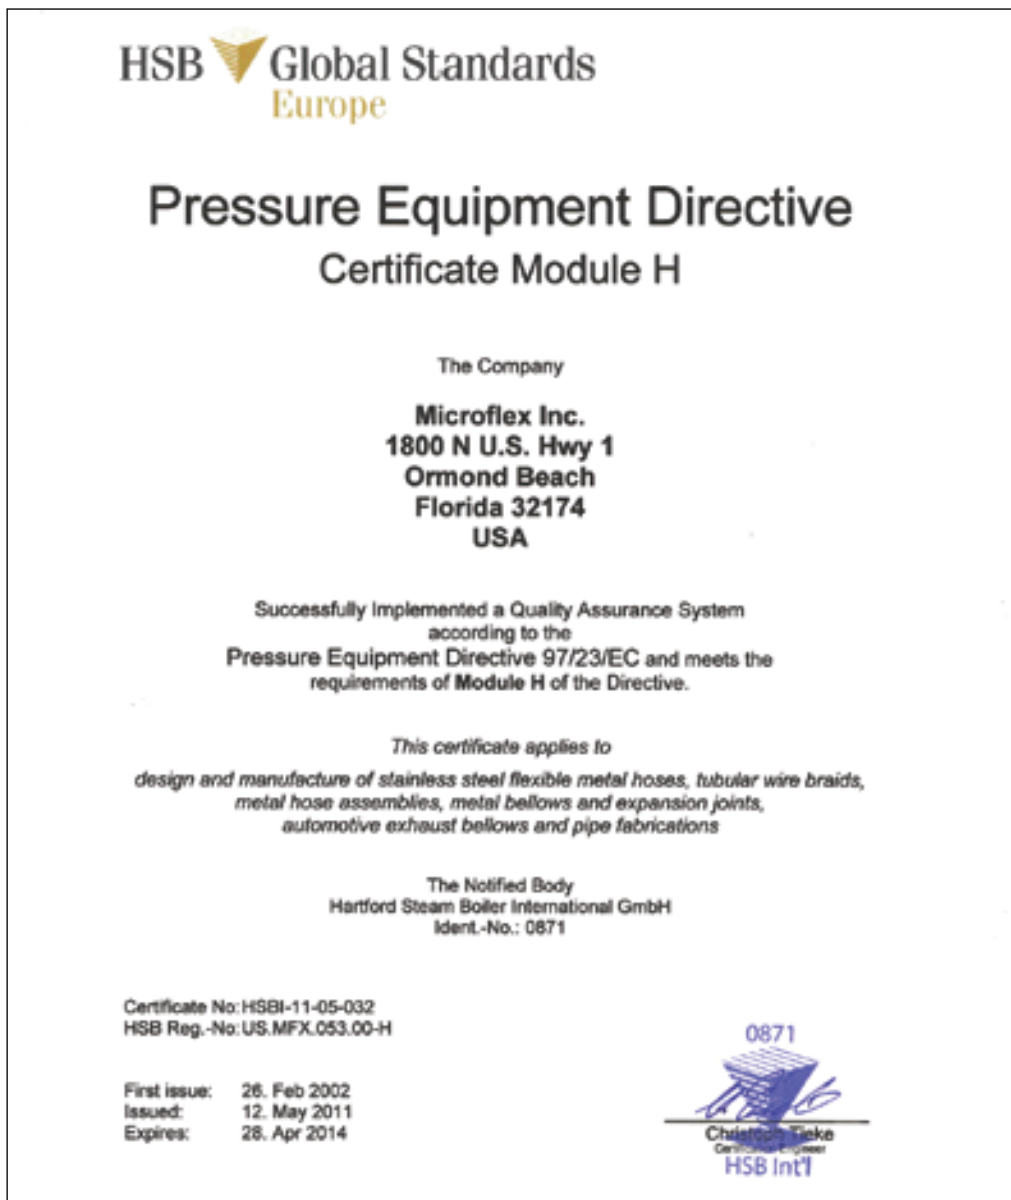 HSB Global Standards
Europe
Pressure Equipment Directive
Certificate Module H
The Company
Microflex Inc.
1800 N U.S. Hwy 1
Ormond Beach
Florida 32174
USA
Successfully Implemented a Quality Assurance System
according to the
Pressure Equipment Directive 97/23/EC and meets the
requirements of Module H of the Directive.
This certificate applies to
design and manufacture of stainless steel flexible metal hoses, tubular wire braids,
metal hose assemblies, metal bellows and expansion joints,
automotive exhaust bellows and pipe fabrications
The Notified Body
Hartford Steam Boiler International GmbH
Ident.-No.: 0871
Certificate No: HSBI-11-05-032
HSB Reg.-No: US.MFX.053.00-H
First issue: 26. Feb 2002
Issued: 12. May 2011
Expires: 28. Apr 2014
0871
Christoph Tieke
Certification Engineer
HSB Int'l